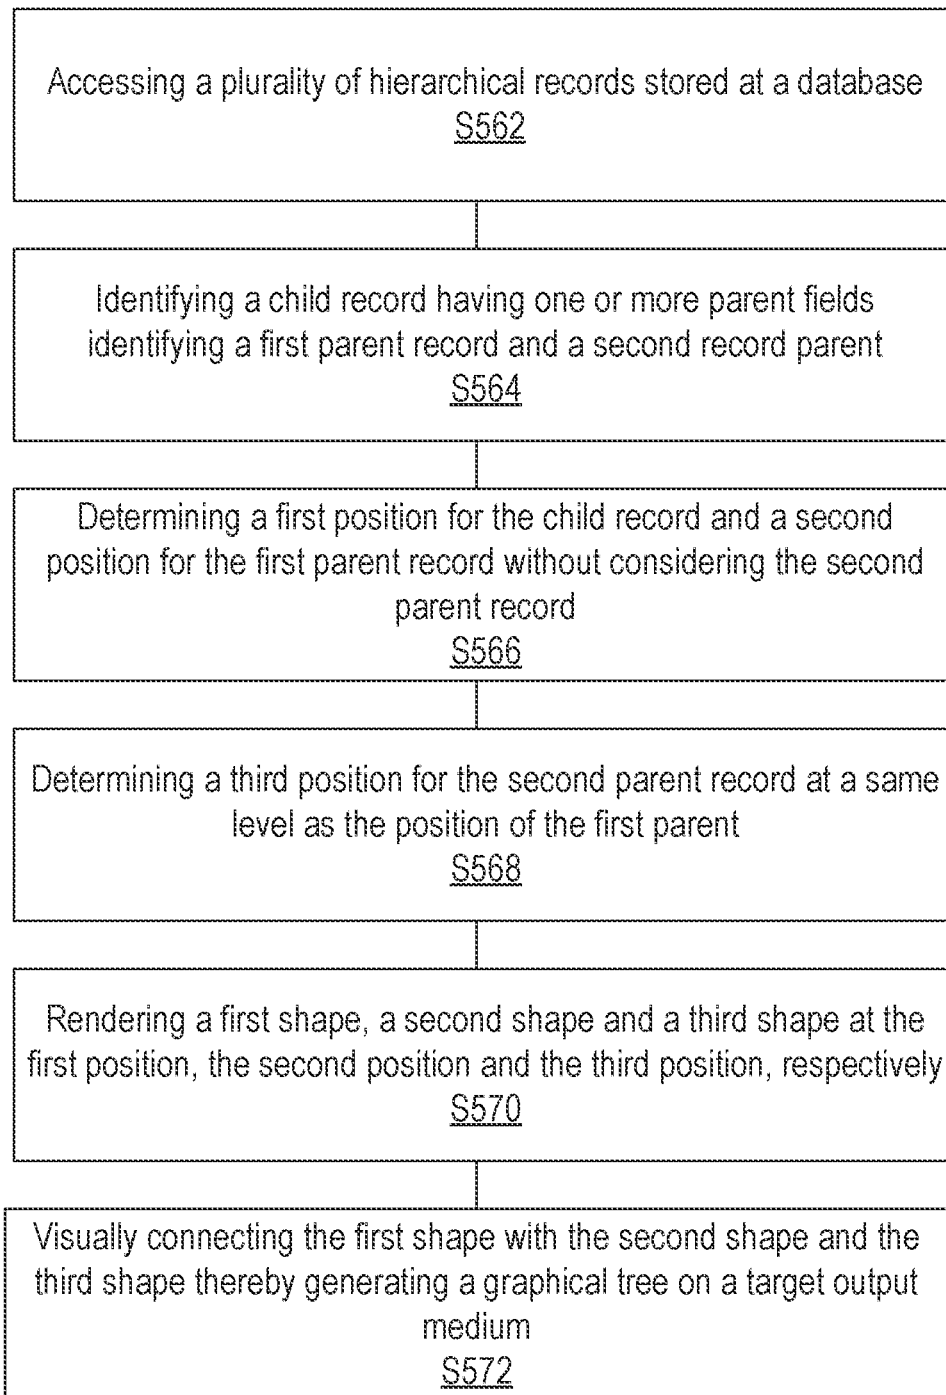 Accessing a plurality of hierarchical records stored at a database
S562
Identifying a child record having one or more parent fields
identifying a first parent record and a second record parent
S564
Determining a first position for the child record and a second
position for the first parent record without considering the second
parent record
S566
Determining a third position for the second parent record at a same
level as the position of the first parent
S568
Rendering a first shape, a second shape and a third shape at the
first position, the second position and the third position, respectively
S570
Visually connecting the first shape with the second shape and the
third shape thereby generating a graphical tree on a target output
medium
S572